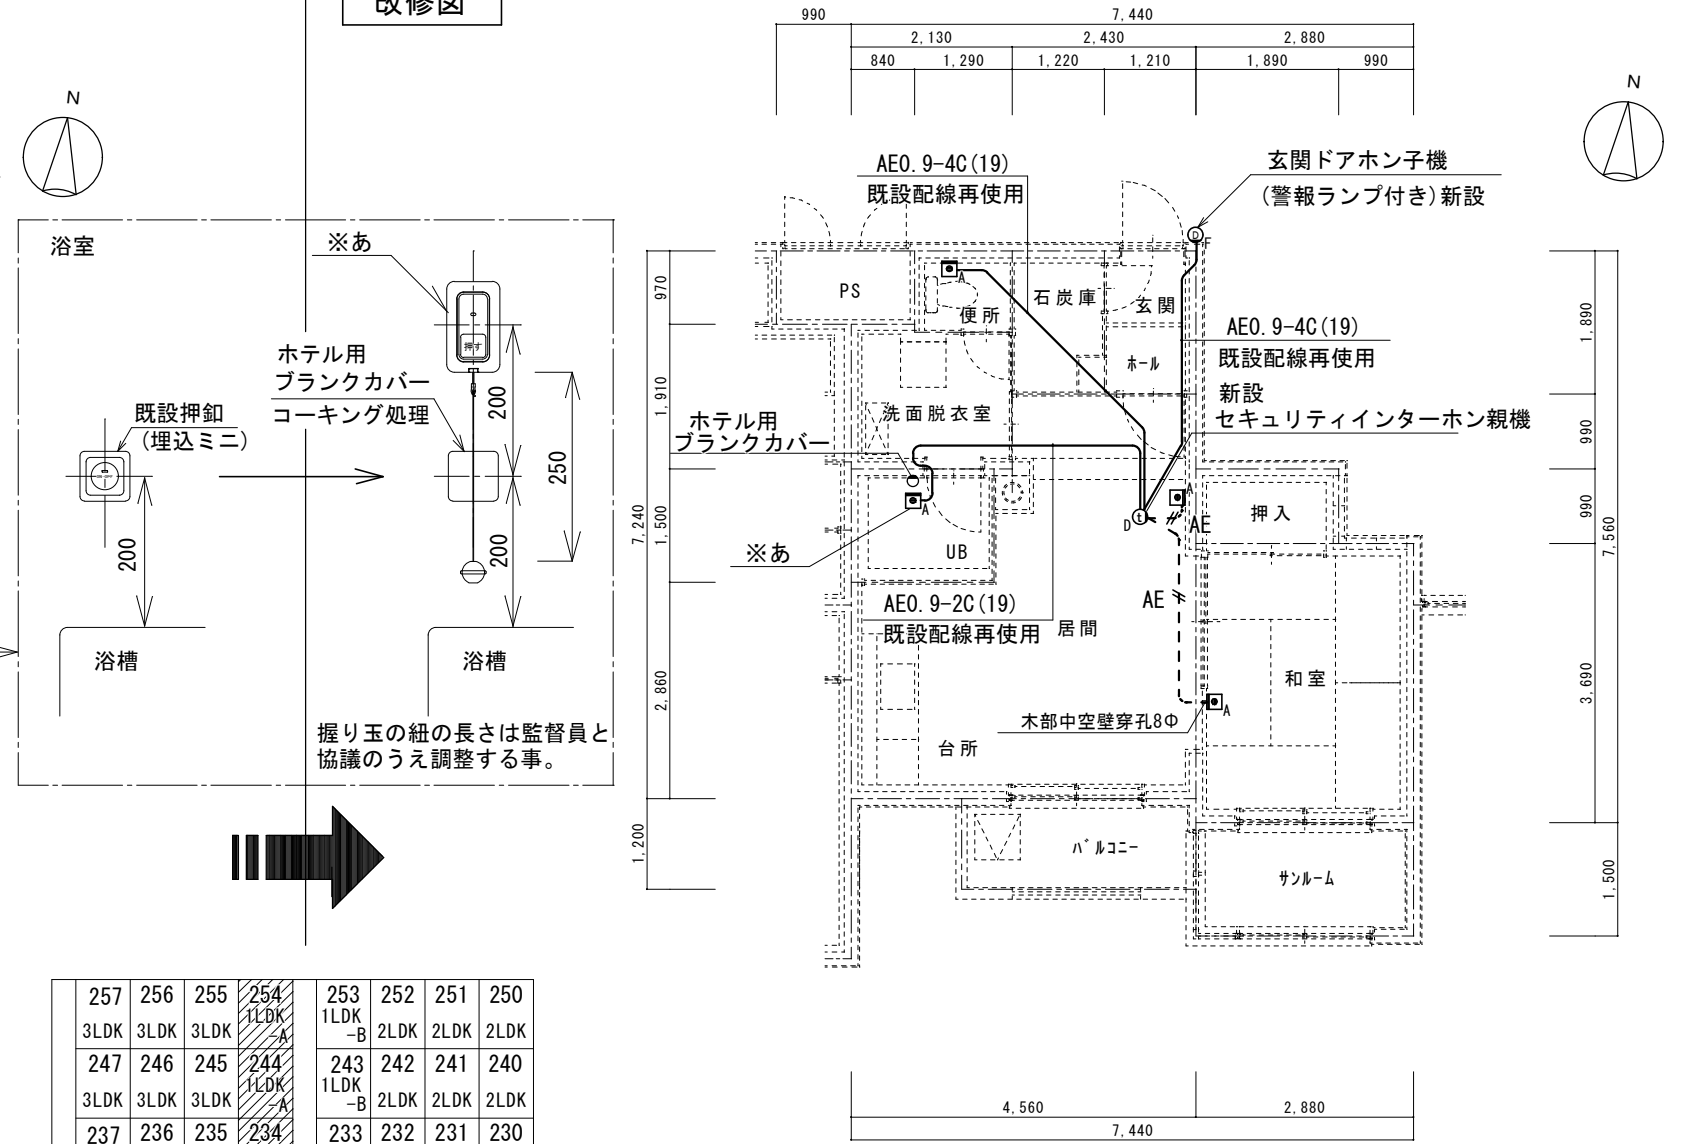 改修図
990
7,440
2,130
2,430
2,880
840
1,290
1,220
1,210
1,890
990
N
N
浴室
※あ
押す
ホテル用
ブランクカバー
コーキング処理
既設押釦
(埋込ミニ)
200
200
200
250
浴槽
浴槽
握り玉の紐の長さは監督員と
協議のうえ調整する事。
AE0.9-4C(19)
既設配線再使用
玄関ドアホン子機
(警報ランプ付き)新設
D
F
A
PS
便所
石炭庫
玄関
ホール
AE0.9-4C(19)
既設配線再使用
新設
セキュリティインターホン親機
洗面脱衣室
ホテル用
ブランクカバー
A
※あ
UB
A
D
t
AE
押入
AE
AE0.9-2C(19)
既設配線再使用
居間
和室
A
木部中空壁穿孔8Φ
台所
バルコニー
サンルーム
970
1,910
7,240
1,500
2,860
1,200
1,890
990
990
7,560
3,690
1,500
4,560
2,880
7,440
257 256 255 254 253 252 251 250
3LDK 3LDK 3LDK 1LDK-A 1LDK-B 2LDK 2LDK 2LDK
247 246 245 244 243 242 241 240
3LDK 3LDK 3LDK 1LDK-A 1LDK-B 2LDK 2LDK 2LDK
237 236 235 234 233 232 231 230